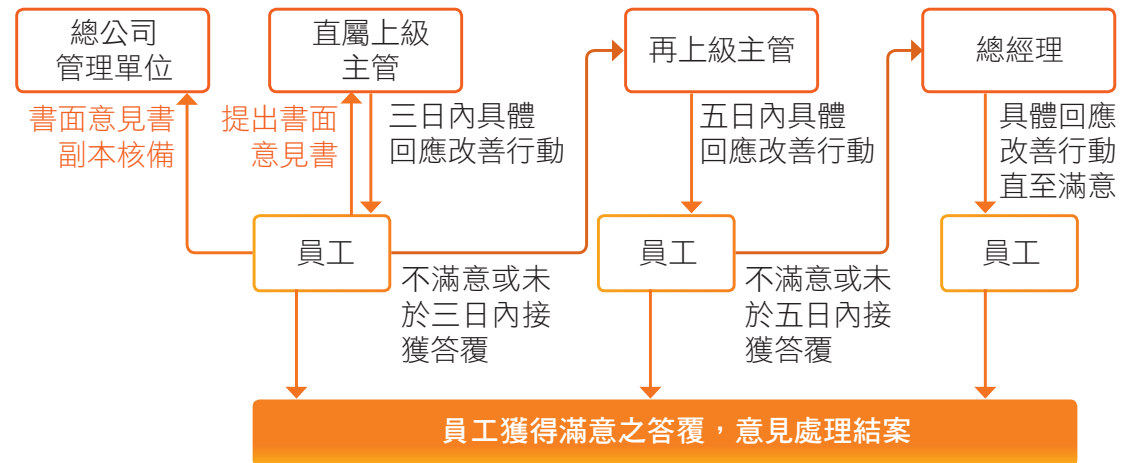 總公司
管理單位
直屬上級
主管
再上級主管
總經理
書面意見書
副本核備
提出書面
意見書
三日內具體
回應改善行動
五日內具體
回應改善行動
具體回應
改善行動
直至滿意
員工
員工
員工
不滿意或未
於三日內接
獲答覆
不滿意或未
於五日內接
獲答覆
員工獲得滿意之答覆，意見處理結案